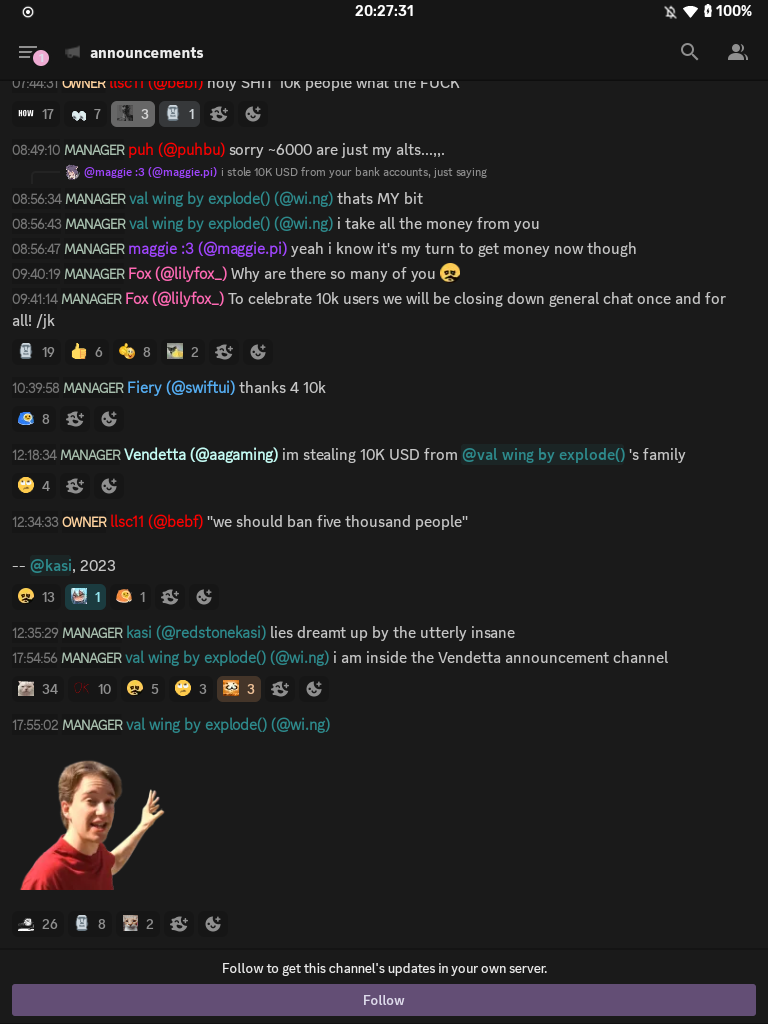 20:27:31
100%
1
announcements
07:44:31 OWNER llsc11 (@bebf) holy SHIT 10k people what the FUCK
HOW 17 7 3 1
08:49:10 MANAGER puh (@puhbu) sorry ~6000 are just my alts...,,.
@maggie :3 (@maggie.pi) i stole 10K USD from your bank accounts, just saying
08:56:34 MANAGER val wing by explode() (@wi.ng) thats MY bit
08:56:43 MANAGER val wing by explode() (@wi.ng) i take all the money from you
08:56:47 MANAGER maggie :3 (@maggie.pi) yeah i know it's my turn to get money now though
09:40:19 MANAGER Fox (@lilyfox_) Why are there so many of you
09:41:14 MANAGER Fox (@lilyfox_) To celebrate 10k users we will be closing down general chat once and for
all! /jk
19 6 8 2
10:39:58 MANAGER Fiery (@swiftui) thanks 4 10k
8
12:18:34 MANAGER Vendetta (@aagaming) im stealing 10K USD from @val wing by explode() 's family
4
12:34:33 OWNER llsc11 (@bebf) "we should ban five thousand people"
-- @kasi, 2023
13 1 1
12:35:29 MANAGER kasi (@redstonekasi) lies dreamt up by the utterly insane
17:54:56 MANAGER val wing by explode() (@wi.ng) i am inside the Vendetta announcement channel
34 10 5 3 3
17:55:02 MANAGER val wing by explode() (@wi.ng)
26 8 2
Follow to get this channel's updates in your own server.
Follow